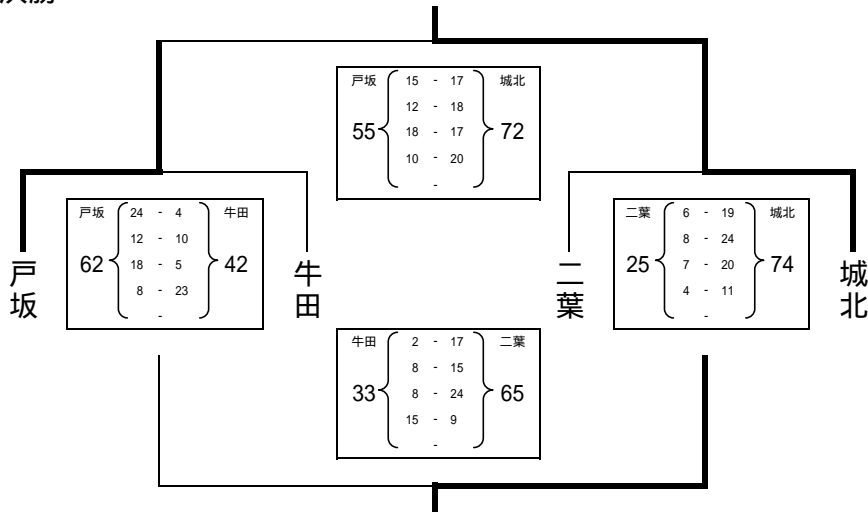 戸坂 15 - 17 城北
12 - 18
55 18 - 17 72
10 - 20
-
戸坂 24 - 4 牛田
12 - 10
62 18 - 5 42
8 - 23
-
二葉 6 - 19 城北
8 - 24
25 7 - 20 74
4 - 11
-
戸坂
牛田
二葉
城北
牛田 2 - 17 二葉
8 - 15
33 8 - 24 65
15 - 9
-